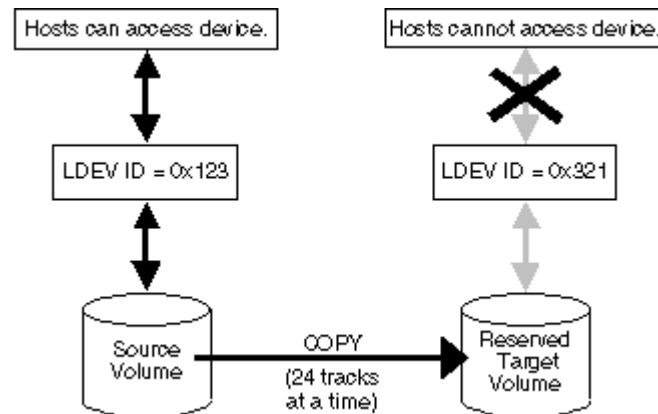 Hosts can access device.
Hosts cannot access device.
LDEV ID = 0x123
LDEV ID = 0x321
Source
Volume
COPY
(24 tracks
at a time)
Reserved
Target
Volume